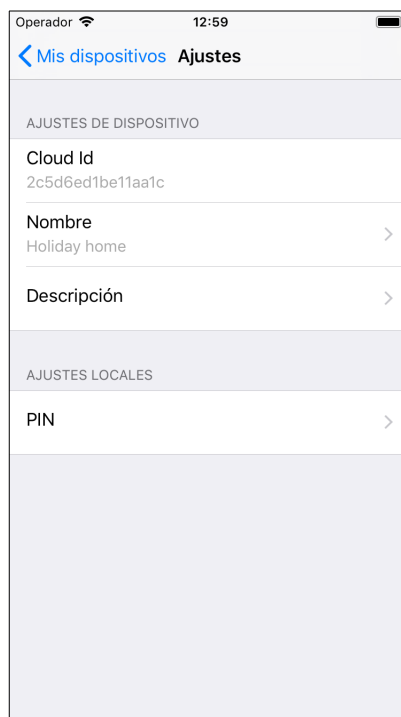 Operador 12:59
Mis dispositivos Ajustes
AJUSTES DE DISPOSITIVO
Cloud Id
2c5d6ed1be11aa1c
Nombre
Holiday home
Descripción
AJUSTES LOCALES
PIN